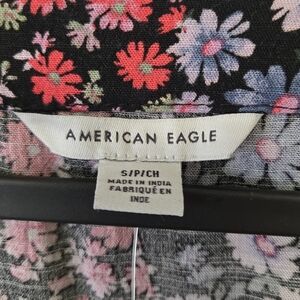 AMERICAN EAGLE
S/P/CH
MADE IN INDIA
FABRIQUÉ EN
INDE